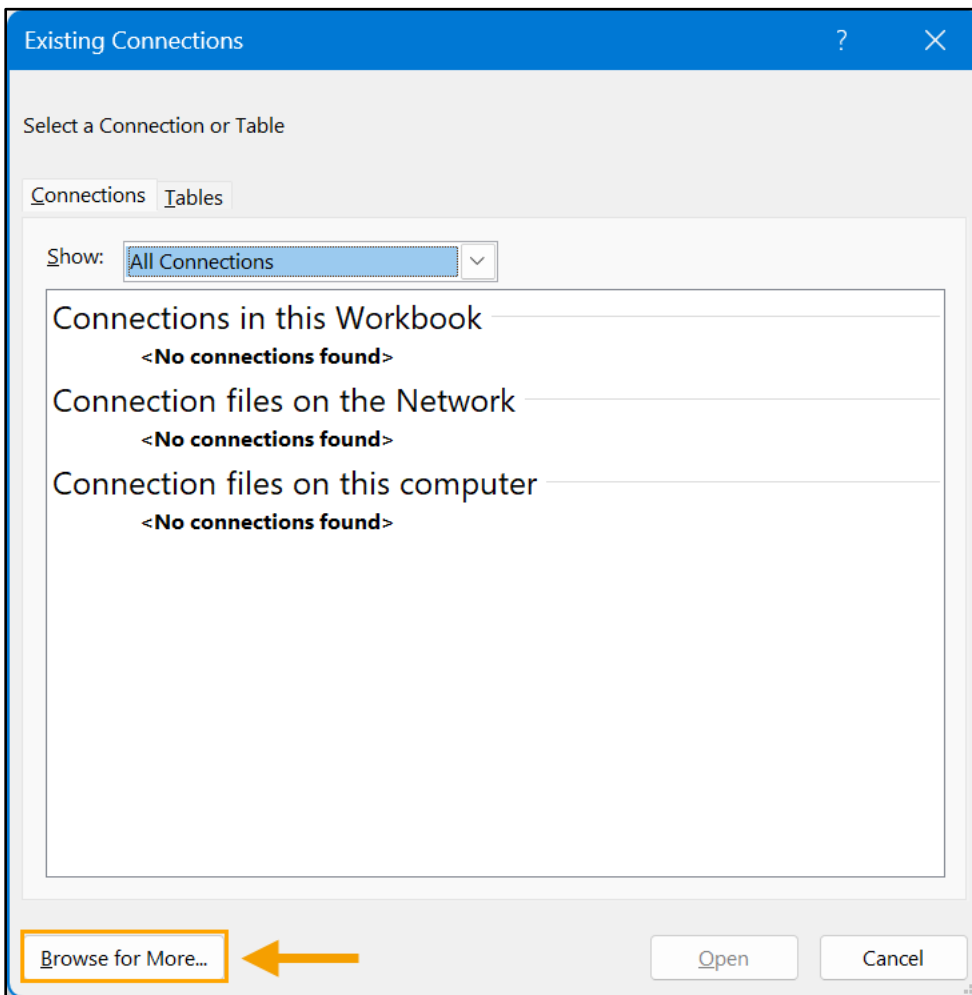 Existing Connections ?
Select a Connection or Table
Connections Tables
Show: All Connections
Connections in this Workbook
<No connections found>
Connection files on the Network
<No connections found>
Connection files on this computer
<No connections found>
Browse for More... Open Cancel